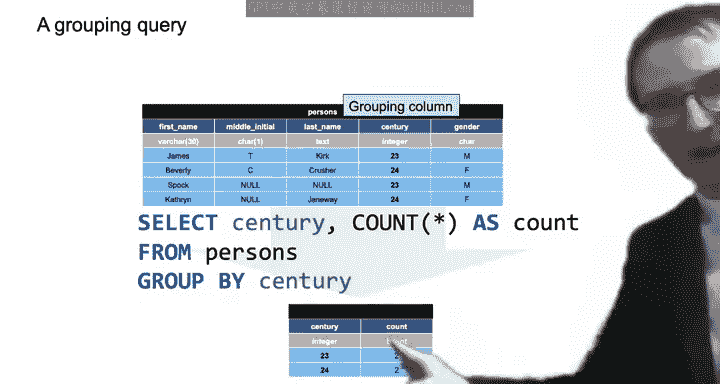 A grouping query
persons
Grouping column
first_name middle_initial last_name century gender
varchar(30) char(1) text integer char
James T Kirk 23 M
Beverly C Crusher 24 F
Spock NULL NULL 23 M
Kathryn NULL Janeway 24 F
SELECT century, COUNT(*) AS count
FROM persons
GROUP BY century
century count
integer
23 2
24 2